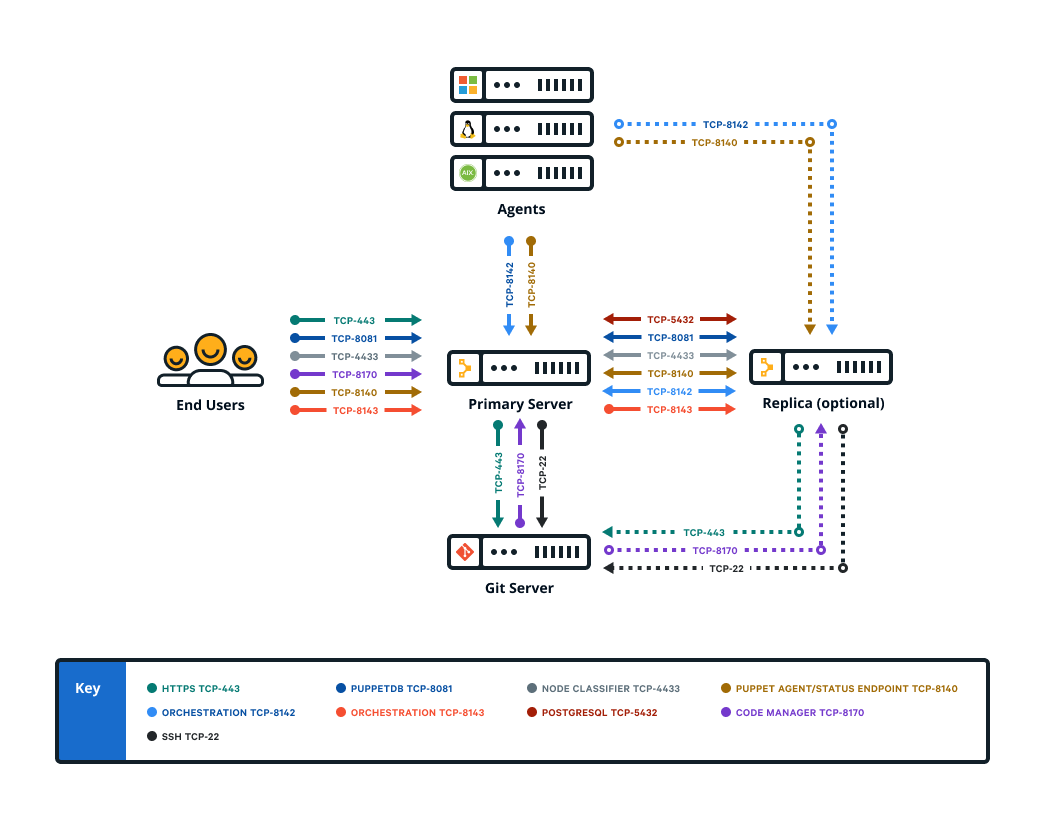 TCP-8142
TCP-8140
AIX
Agents
TCP-8142
TCP-8140
TCP-443
TCP-8081
TCP-4433
TCP-8170
TCP-8140
TCP-8143
TCP-5432
TCP-8081
TCP-4433
TCP-8140
TCP-8142
TCP-8143
End Users
Primary Server
Replica (optional)
TCP-443
TCP-8170
TCP-22
TCP-443
TCP-8170
TCP-22
Git Server
Key
HTTPS TCP-443
PUPPETDB TCP-8081
NODE CLASSIFIER TCP-4433
PUPPET AGENT/STATUS ENDPOINT TCP-8140
ORCHESTRATION TCP-8142
ORCHESTRATION TCP-8143
POSTGRESQL TCP-5432
CODE MANAGER TCP-8170
SSH TCP-22